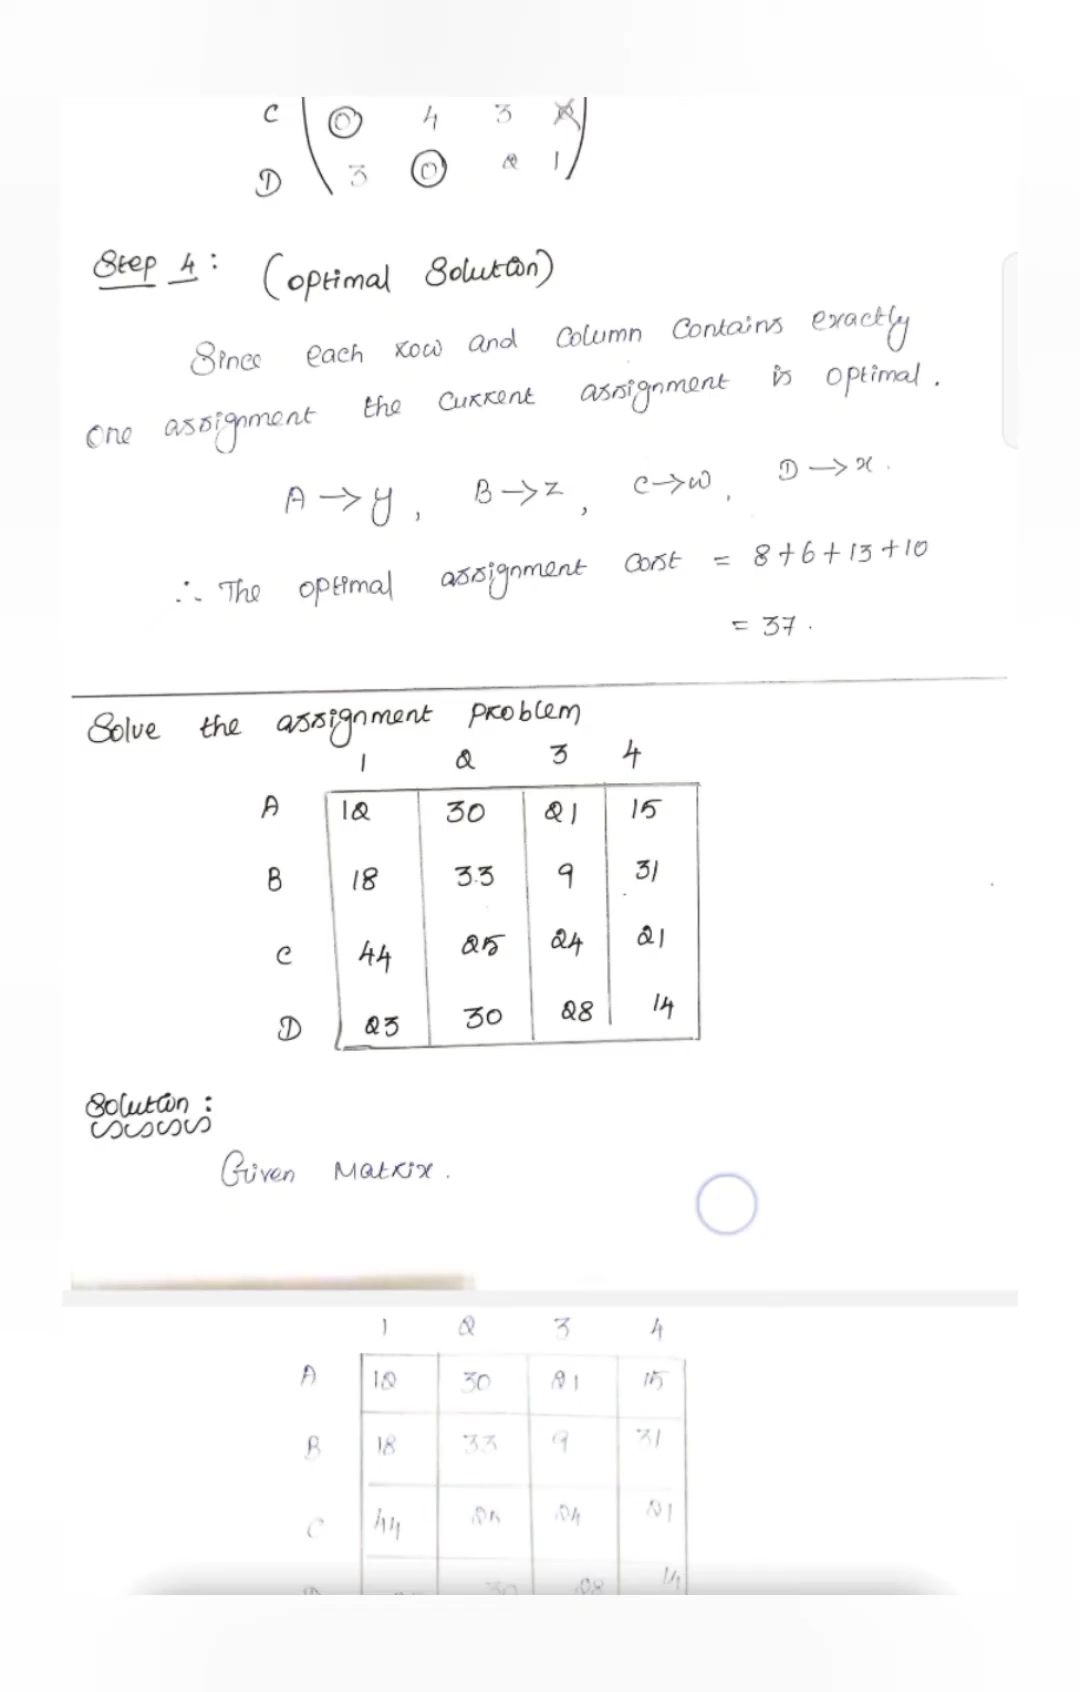 C 0 4 3 0
D 3 0 2 1
Step 4: (optimal Solution)
Since each row and Column Contains exactly
one assignment the current assignment is optimal.
A → y, B → z, C → w, D → x.
∴ The optimal assignment Cost = 8+6+13+10
= 37.
Solve the assignment problem
1 2 3 4
A 12 30 21 15
B 18 33 9 31
C 44 25 24 21
D 23 30 28 14
Solution:
Given Matrix.
1 2 3 4
A 12 30 21 15
B 18 33 9 31
C 44 25 24 21
30 28 14